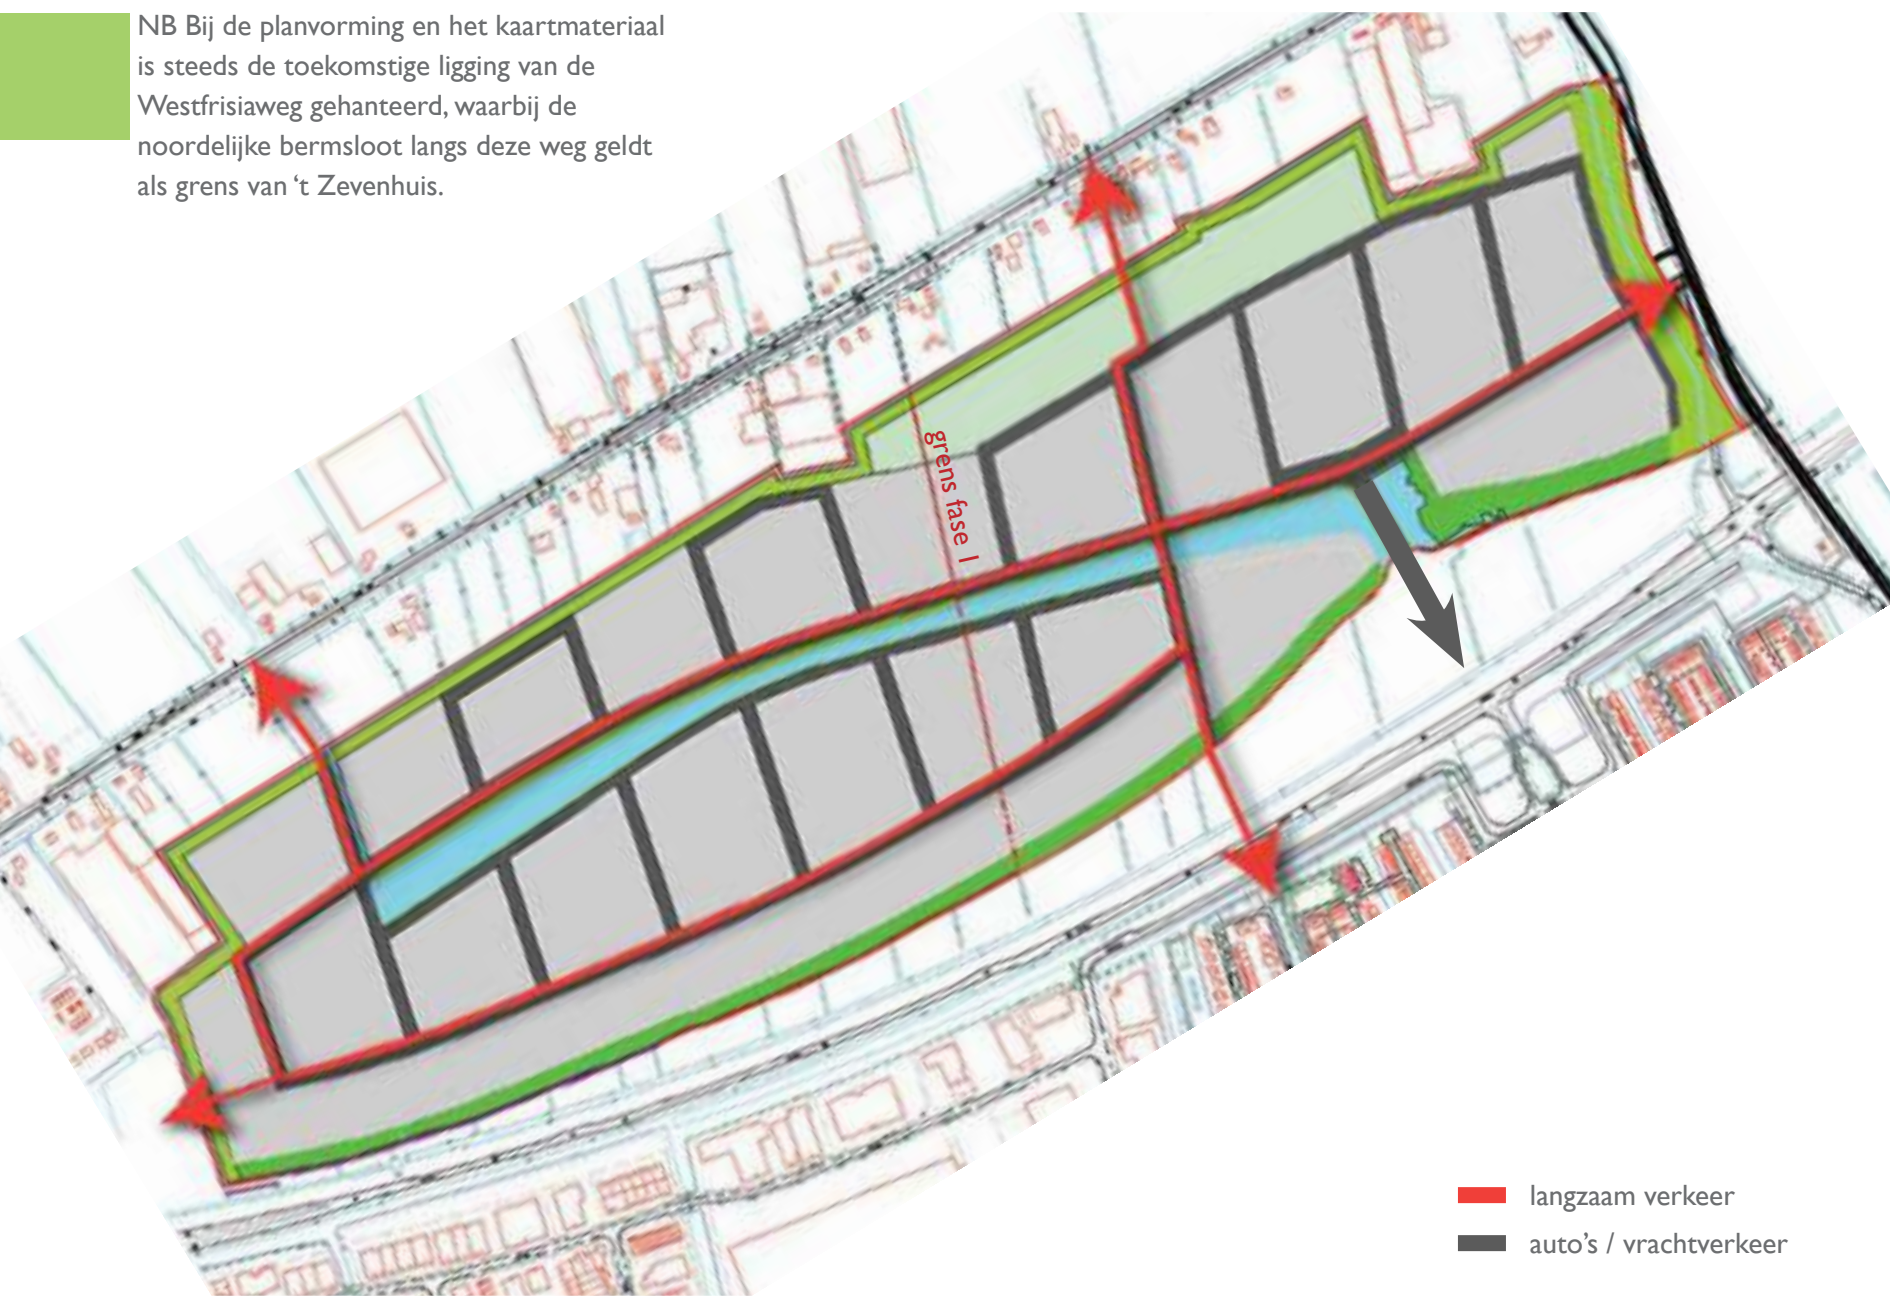 NB Bij de planvorming en het kaartmateriaal
is steeds de toekomstige ligging van de
Westfrisiaweg gehanteerd, waarbij de
noordelijke bermsloot langs deze weg geldt
als grens van ‘t Zevenhuis.
grens fase I
langzaam verkeer
auto’s / vrachtverkeer